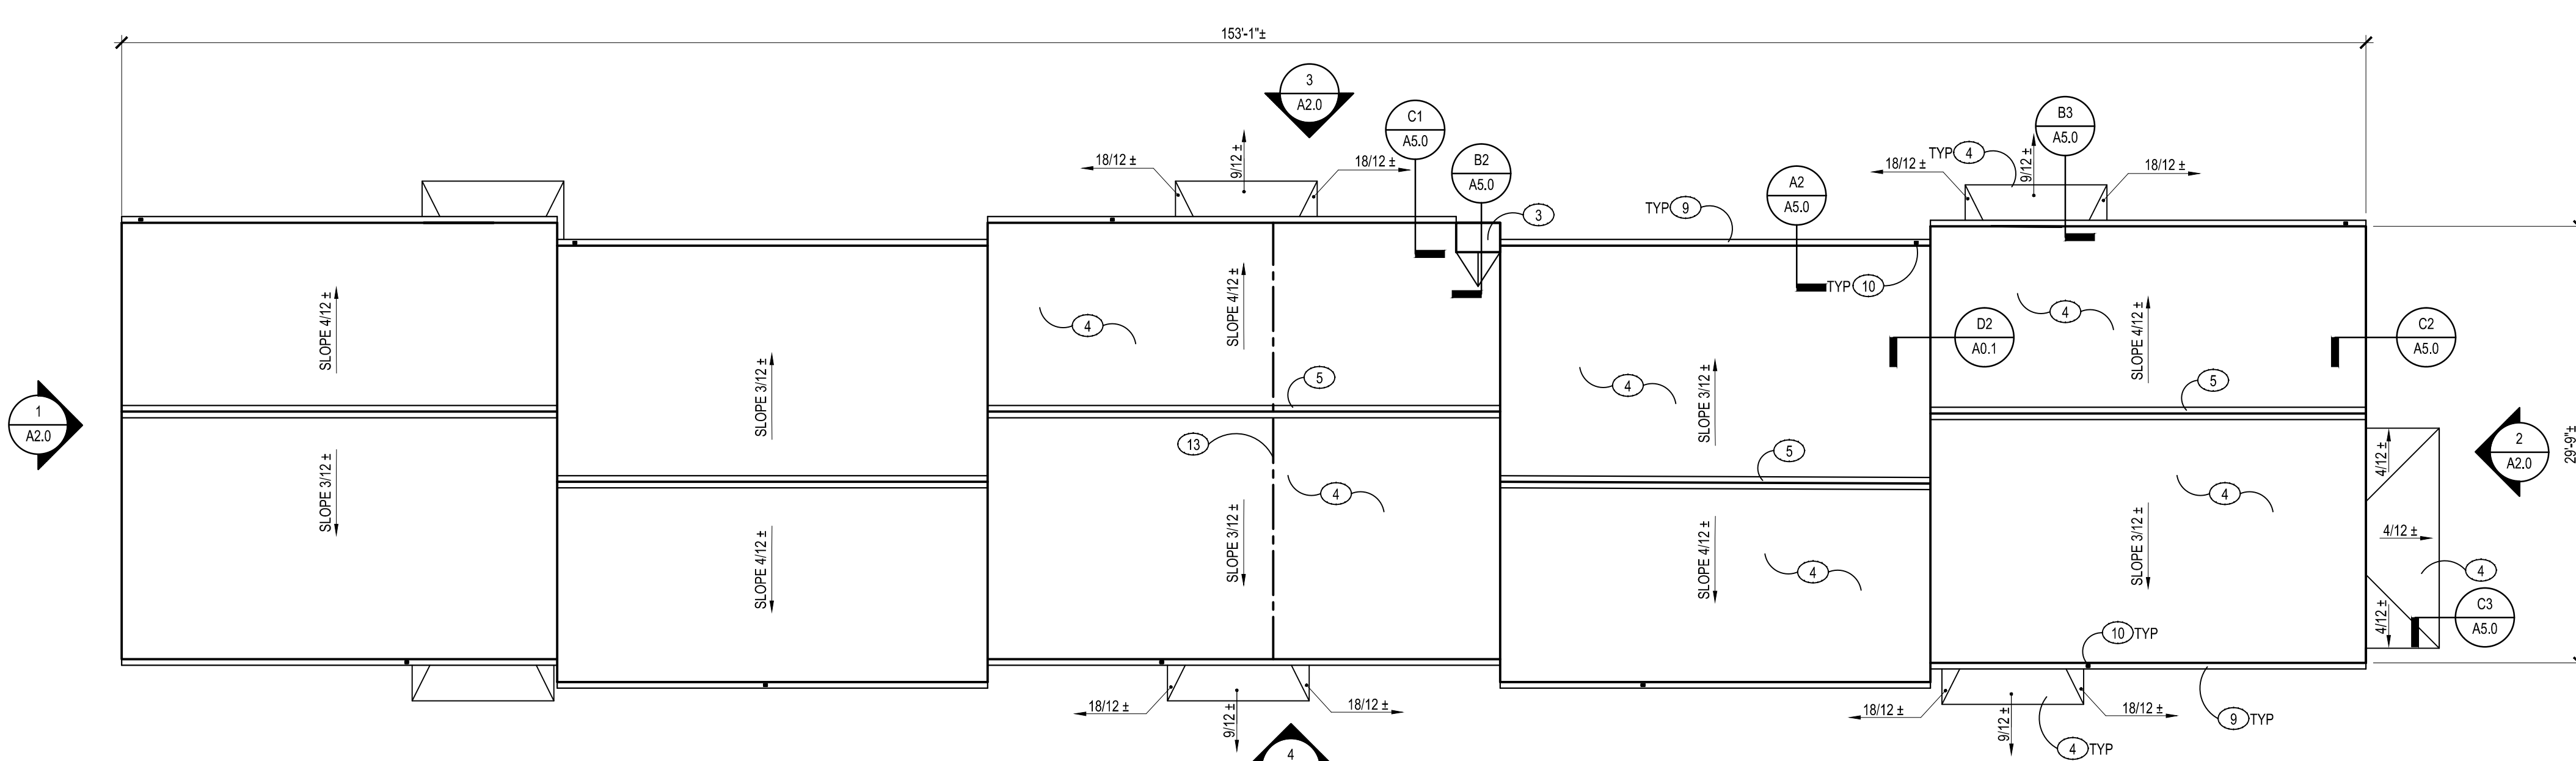 153'-1"±
3
A2.0
C1
A5.0
B2
A5.0
B3
A5.0
A2
A5.0
18/12 ±
9/12 ±
18/12 ±
TYP 4
18/12 ±
9/12 ±
18/12 ±
3
TYP 9
TYP 10
SLOPE 4/12 ±
SLOPE 3/12 ±
SLOPE 4/12 ±
SLOPE 3/12 ±
SLOPE 4/12 ±
4
5
4
4
5
D2
A0.1
C2
A5.0
1
A2.0
13
4
5
4
2
A2.0
29'-9"±
4/12 ±
4/12 ±
4/12 ±
4
C3
A5.0
SLOPE 3/12 ±
SLOPE 4/12 ±
SLOPE 3/12 ±
SLOPE 4/12 ±
SLOPE 3/12 ±
4
10 TYP
18/12 ±
9/12 ±
18/12 ±
18/12 ±
9/12 ±
18/12 ±
9 TYP
4 TYP
4